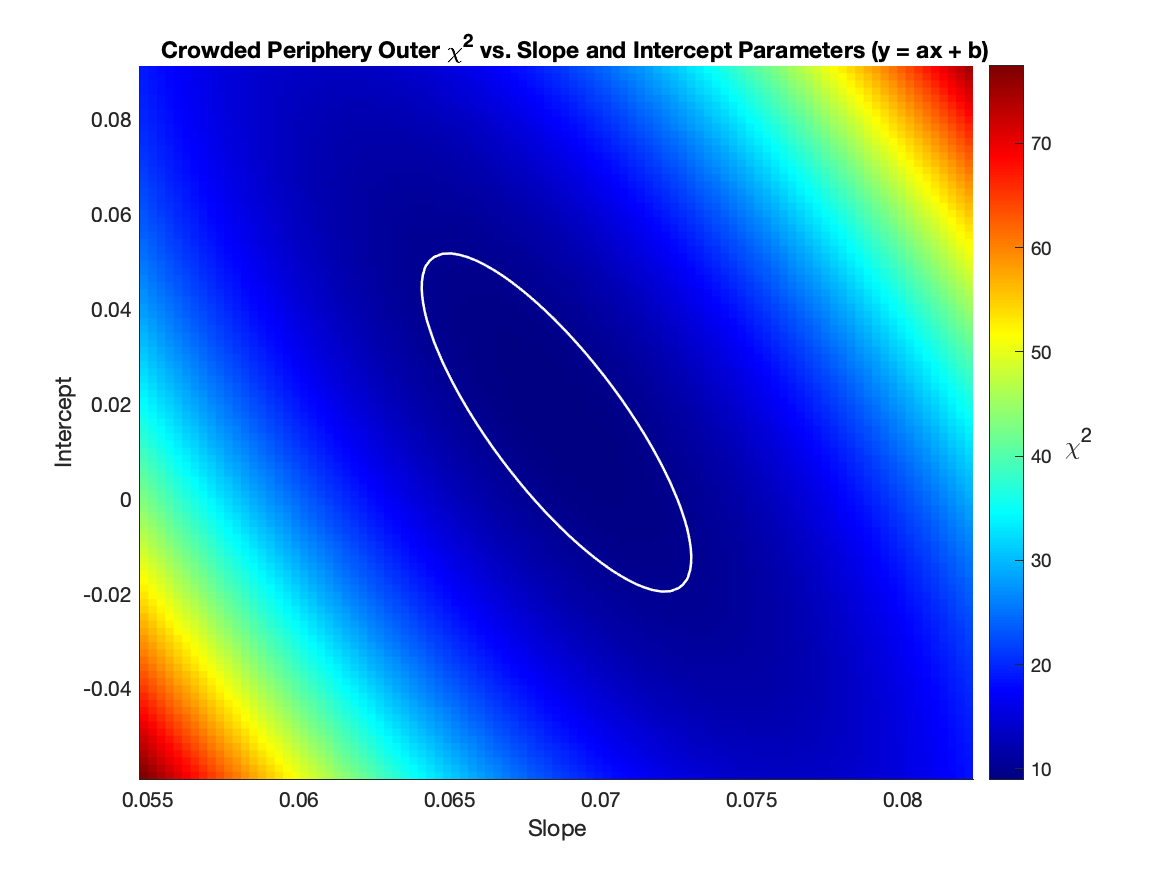 Crowded Periphery Outer χ² vs. Slope and Intercept Parameters (y = ax + b)
0.08
0.06
0.04
0.02
0
-0.02
-0.04
Intercept
0.055 0.06 0.065 0.07 0.075 0.08
Slope
70
60
50
40
30
20
10
χ²